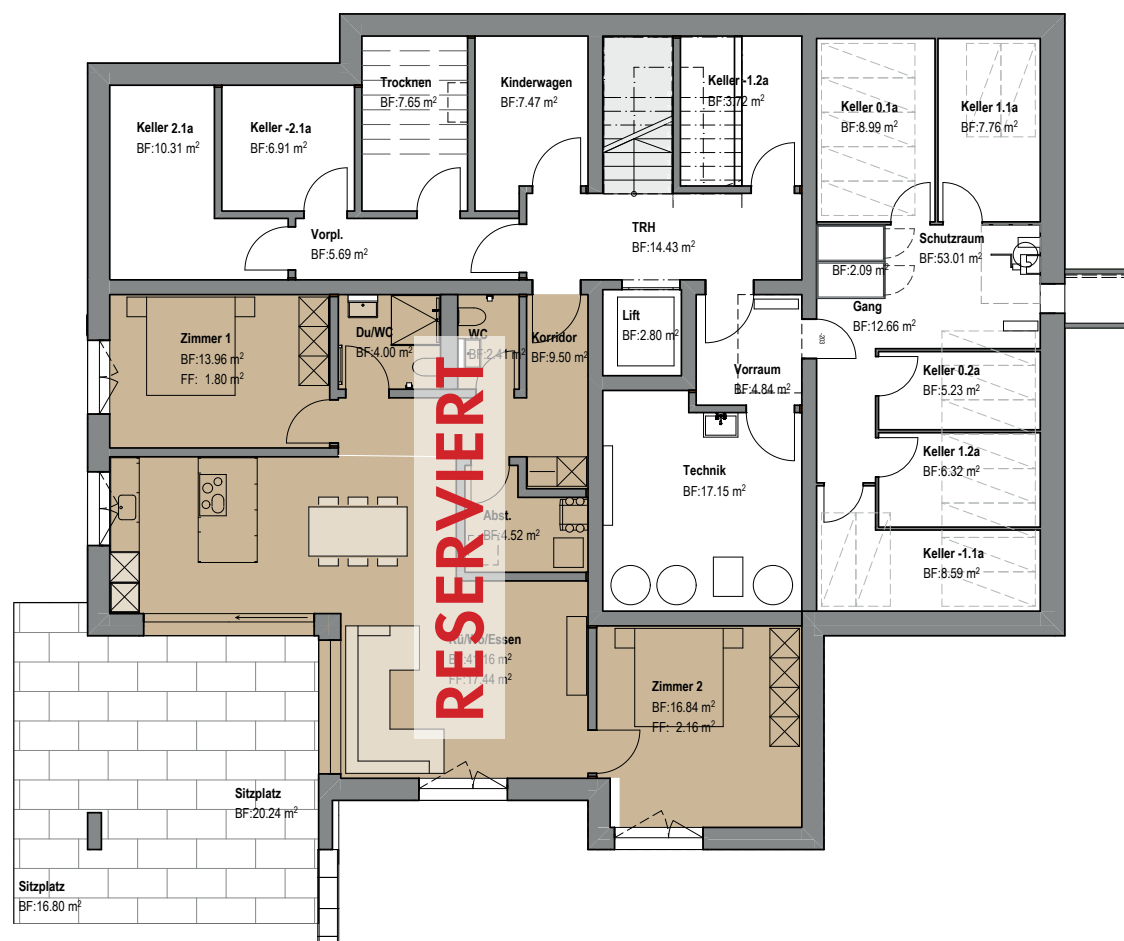 Trocknen
BF:7.65 m²
Kinderwagen
BF:7.47 m²
Keller -1.2a
BF:3.72 m²
Keller 0.1a
BF:8.99 m²
Keller 1.1a
BF:7.76 m²
Keller 2.1a
BF:10.31 m²
Keller -2.1a
BF:6.91 m²
Vorpl.
BF:5.69 m²
TRH
BF:14.43 m²
Schutzraum
BF:53.01 m²
BF:2.09 m²
Gang
BF:12.66 m²
Zimmer 1
BF:13.96 m²
FF: 1.80 m²
Du/WC
BF:4.00 m²
WC
BF:2.41 m²
Korridor
BF:9.50 m²
Lift
BF:2.80 m²
Vorraum
BF:4.84 m²
-203
Keller 0.2a
BF:5.23 m²
Keller 1.2a
BF:6.32 m²
Technik
BF:17.15 m²
Abst.
BF:4.52 m²
Keller -1.1a
BF:8.59 m²
RESERVIERT
Kü/Wo/Essen
FF:17.44 m²
Zimmer 2
BF:16.84 m²
FF: 2.16 m²
Sitzplatz
BF:20.24 m²
Sitzplatz
BF:16.80 m²